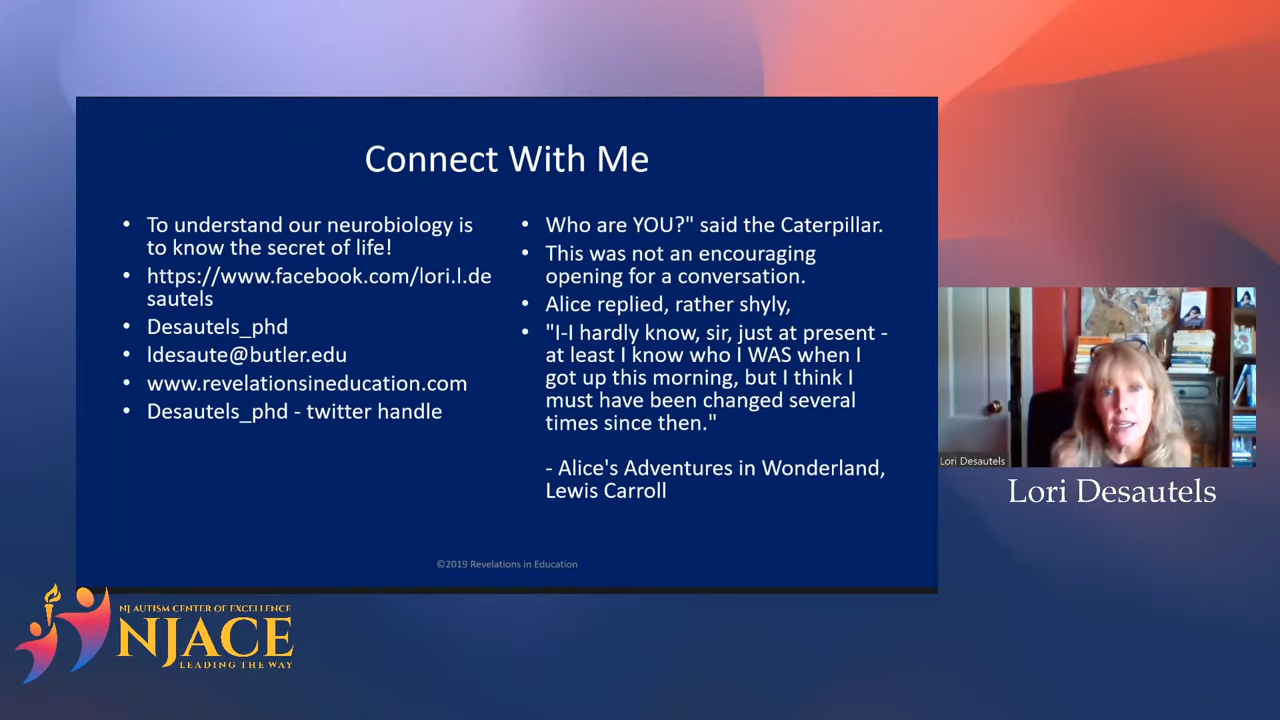 Connect With Me
• To understand our neurobiology is
to know the secret of life!
• https://www.facebook.com/lori.l.de
sautels
• Desautels_phd
• ldesaute@butler.edu
• www.revelationsineducation.com
• Desautels_phd - twitter handle
• Who are YOU?" said the Caterpillar.
• This was not an encouraging
opening for a conversation.
• Alice replied, rather shyly,
• "I-I hardly know, sir, just at present -
at least I know who I WAS when I
got up this morning, but I think I
must have been changed several
times since then."
- Alice's Adventures in Wonderland,
Lewis Carroll
©2019 Revelations in Education
Lori Desautels
Lori Desautels
NJ AUTISM CENTER OF EXCELLENCE
NJACE
LEADING THE WAY